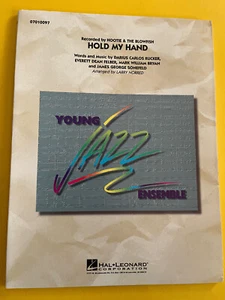 07010091
Recorded by HOOTIE & THE BLOWFISH
HOLD MY HAND
Words and Music by DARIUS CARLOS RUCKER,
EVERETT DEAN FELBER, MARK WILLIAM BRYAN
and JAMES GEORGE SONEFELD
Arranged by LARRY NORRED
YOUNG
JAZZ
ENSEMBLE
HAL•LEONARD
CORPORATION